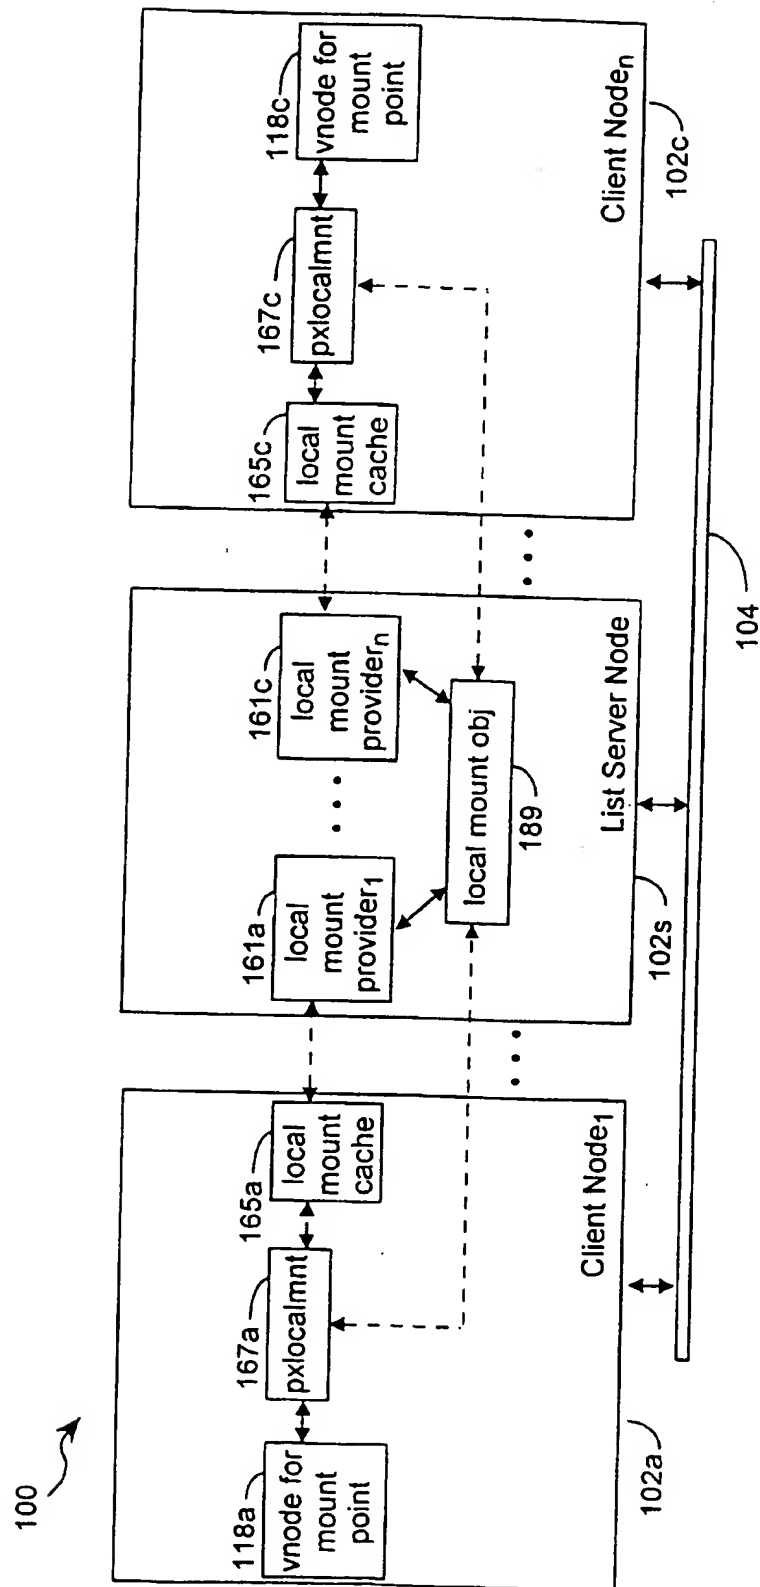 100
118a
vnode for
mount
point
167a
pxlocalmnt
165a
local
mount
cache
Client Node1
102a
161a
local
mount
provider1
161c
local
mount
providern
local mount obj
189
List Server Node
102s
165c
local
mount
cache
167c
pxlocalmnt
118c
vnode for
mount
point
Client Noden
102c
104